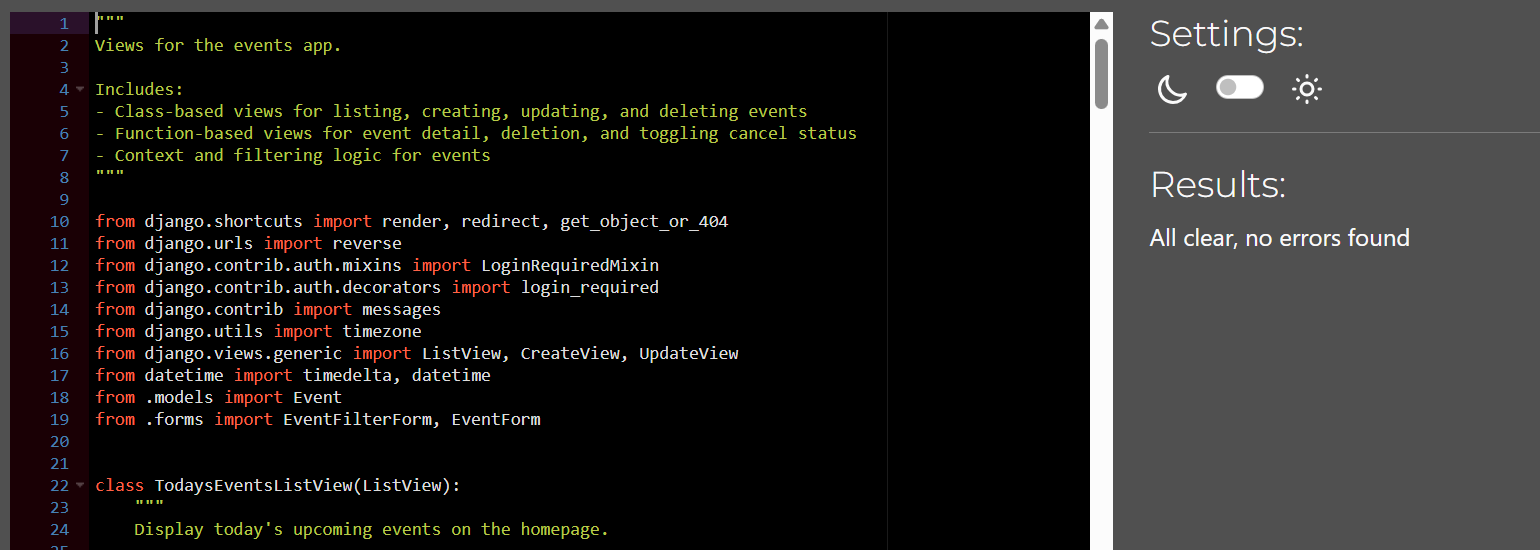 1 """
2 Views for the events app.
3
4 Includes:
5 - Class-based views for listing, creating, updating, and deleting events
6 - Function-based views for event detail, deletion, and toggling cancel status
7 - Context and filtering logic for events
8 """
9
10 from django.shortcuts import render, redirect, get_object_or_404
11 from django.urls import reverse
12 from django.contrib.auth.mixins import LoginRequiredMixin
13 from django.contrib.auth.decorators import login_required
14 from django.contrib import messages
15 from django.utils import timezone
16 from django.views.generic import ListView, CreateView, UpdateView
17 from datetime import timedelta, datetime
18 from .models import Event
19 from .forms import EventFilterForm, EventForm
20
21
22 class TodaysEventsListView(ListView):
23     """
24     Display today's upcoming events on the homepage.
25
Settings:
Results:
All clear, no errors found